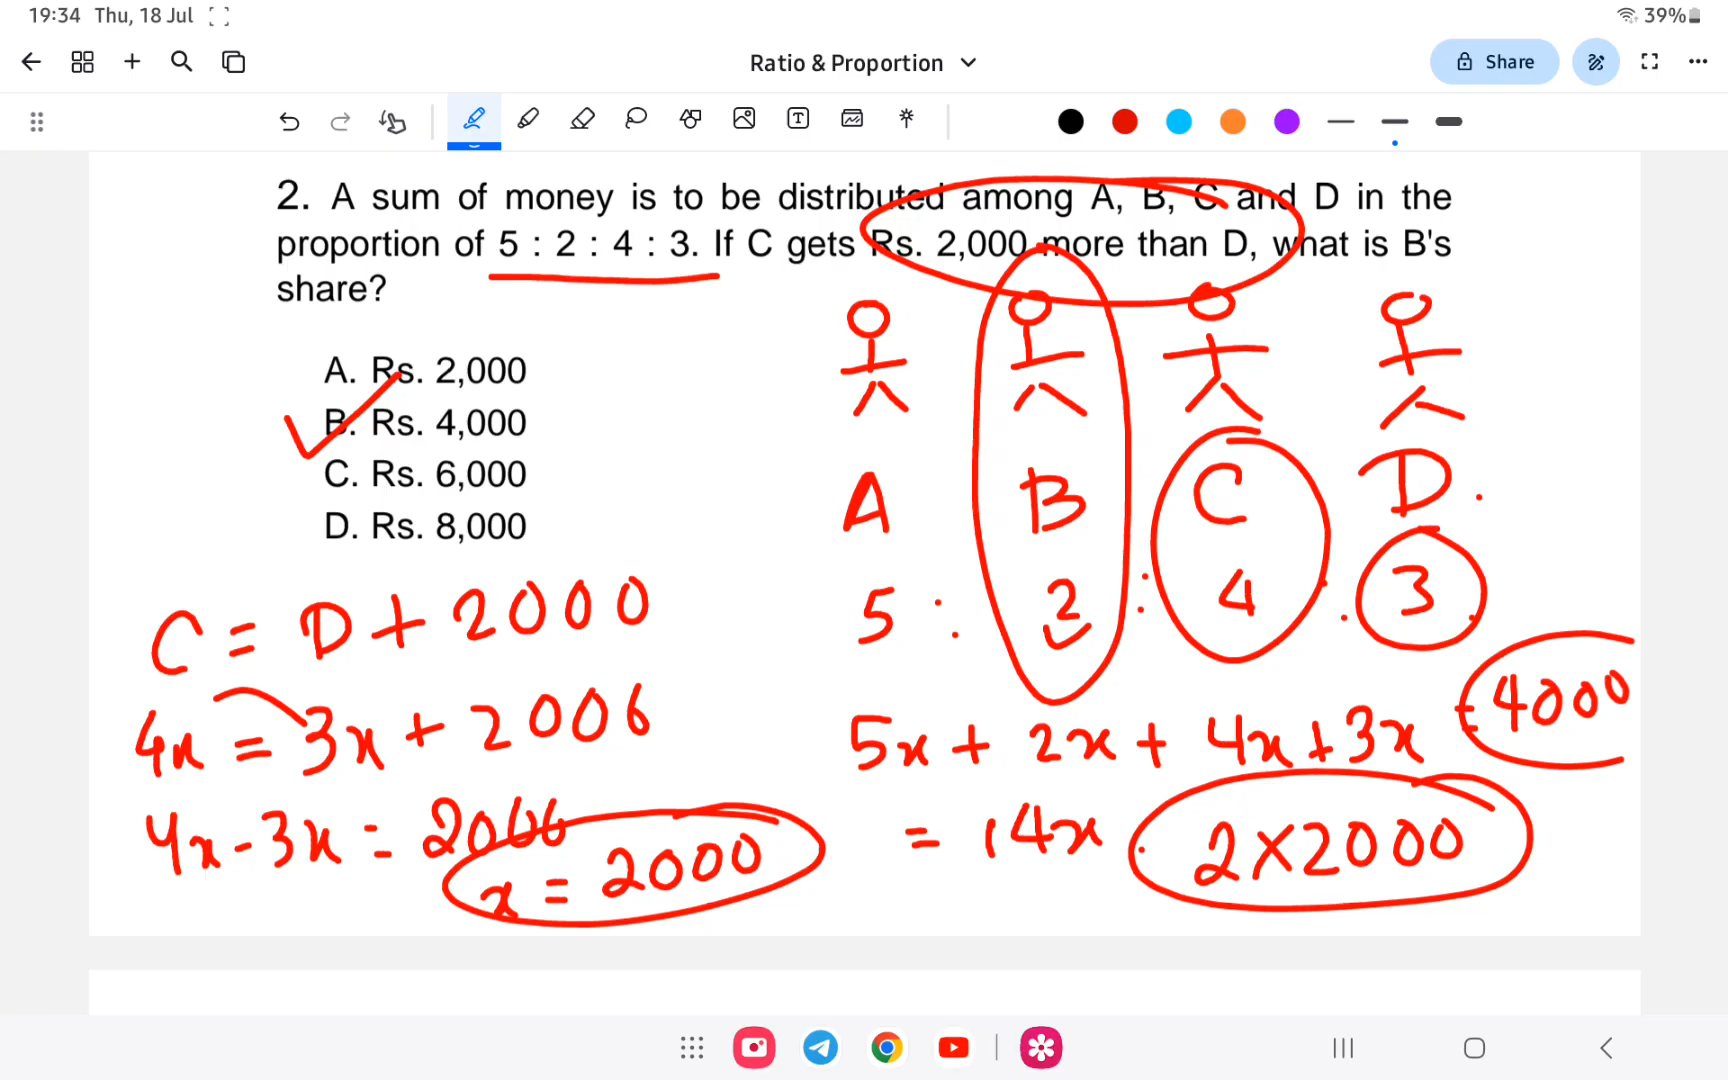 19:34 Thu, 18 Jul
39%
Ratio & Proportion
Share
2. A sum of money is to be distributed among A, B, C and D in the
proportion of 5 : 2 : 4 : 3. If C gets Rs. 2,000 more than D, what is B's
share?
A. Rs. 2,000
B. Rs. 4,000
C. Rs. 6,000
D. Rs. 8,000
A B C D.
5 : 2 : 4 : 3
C = D + 2000
4x = 3x + 2000
4x - 3x = 2000
x = 2000
5x + 2x + 4x + 3x
= 14x
2 × 2000
= 4000